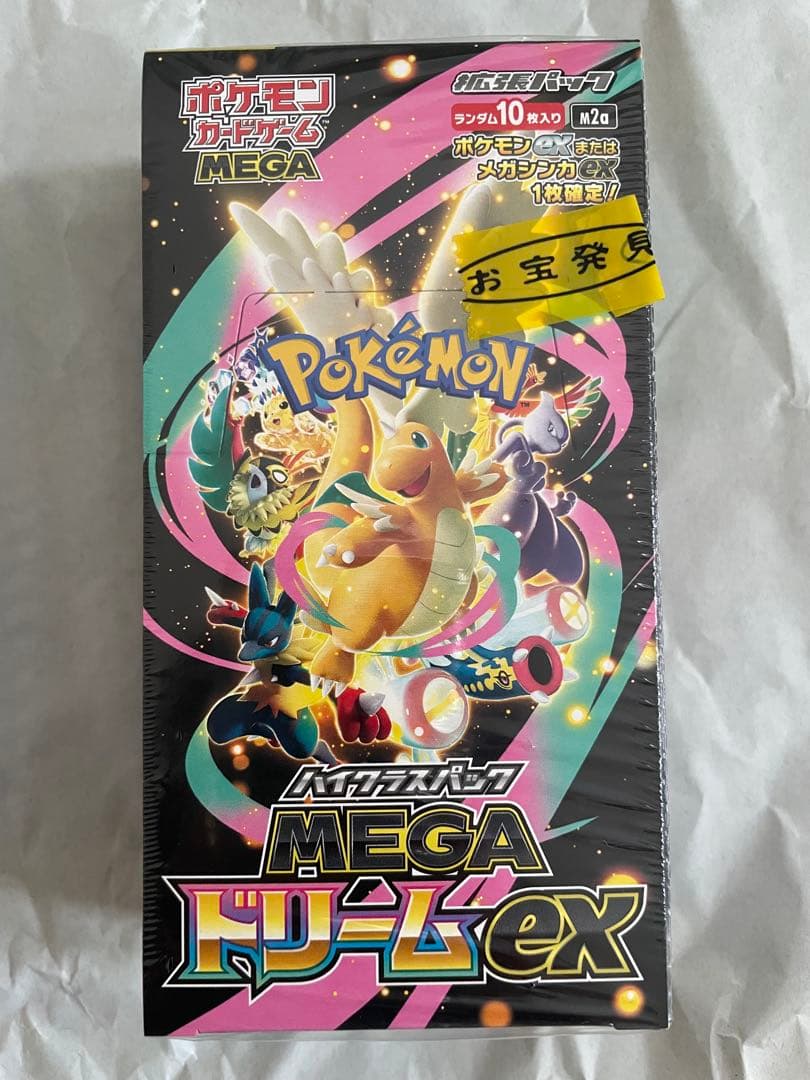 ポケモン
カードゲーム™
MEGA
拡張パック
ランダム10枚入り M2a
ポケモンexまたは
メガシンカex
1枚確定!
お宝発見
POKÉMON
TM
ハイクラスパック
MEGA
ドリームex